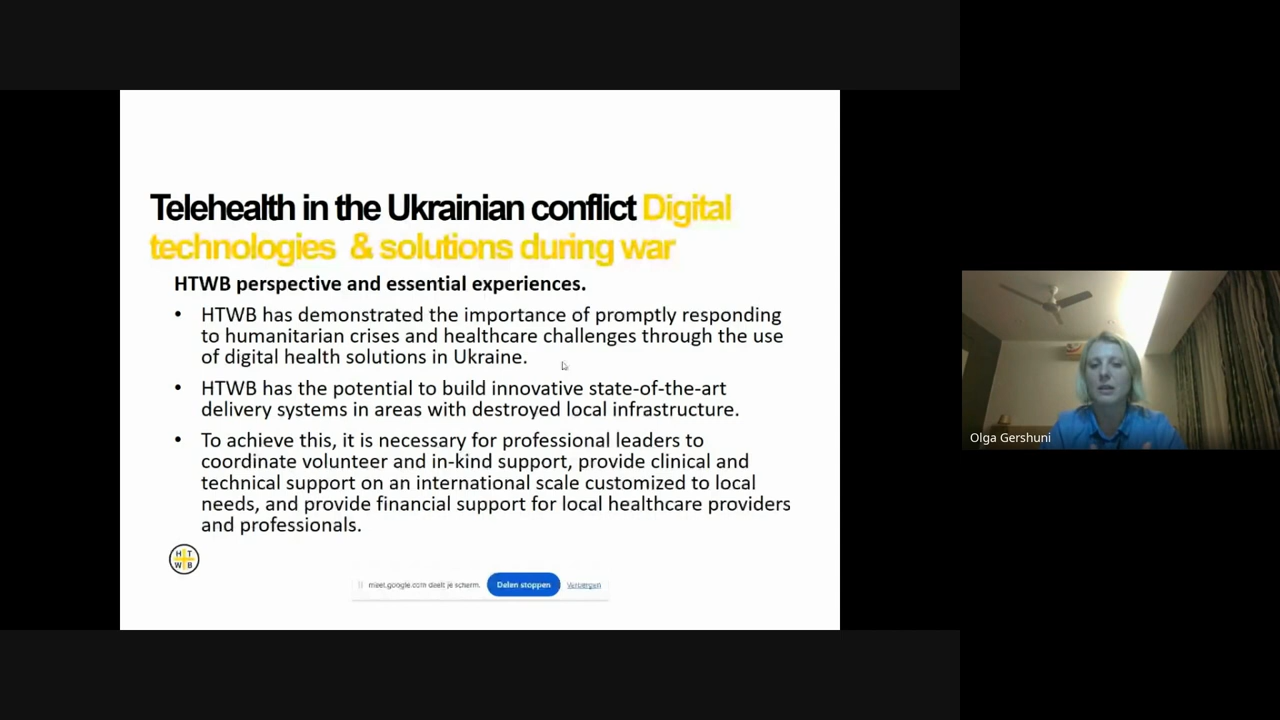 Telehealth in the Ukrainian conflict Digital
technologies & solutions during war
HTWB perspective and essential experiences.
• HTWB has demonstrated the importance of promptly responding
to humanitarian crises and healthcare challenges through the use
of digital health solutions in Ukraine.
• HTWB has the potential to build innovative state-of-the-art
delivery systems in areas with destroyed local infrastructure.
• To achieve this, it is necessary for professional leaders to
coordinate volunteer and in-kind support, provide clinical and
technical support on an international scale customized to local
needs, and provide financial support for local healthcare providers
and professionals.
H T
W B
meet.google.com deelt je scherm. Delen stoppen Verbergen
Olga Gershuni